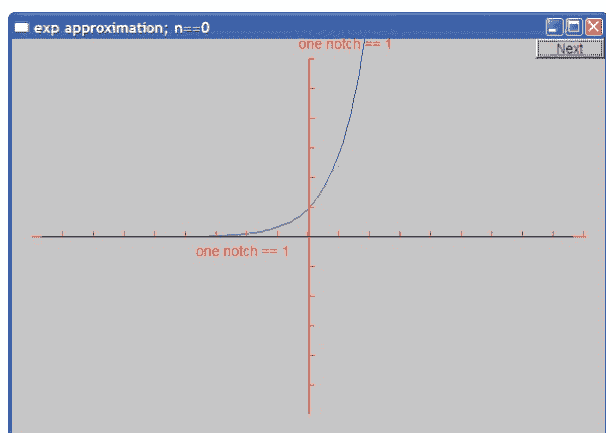 exp approximation; n==0
one notch == 1
Next
one notch == 1